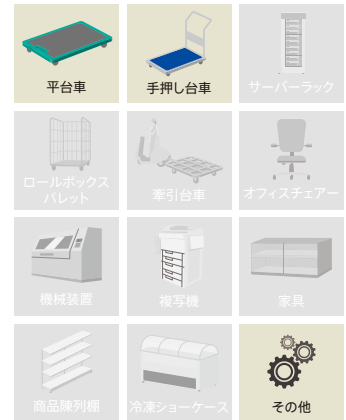 平台車
手押し台車
サーバーラック
ロールボックス
パレット
牽引台車
オフィスチェアー
機械装置
複写機
家具
商品陳列棚
冷凍ショーケース
その他